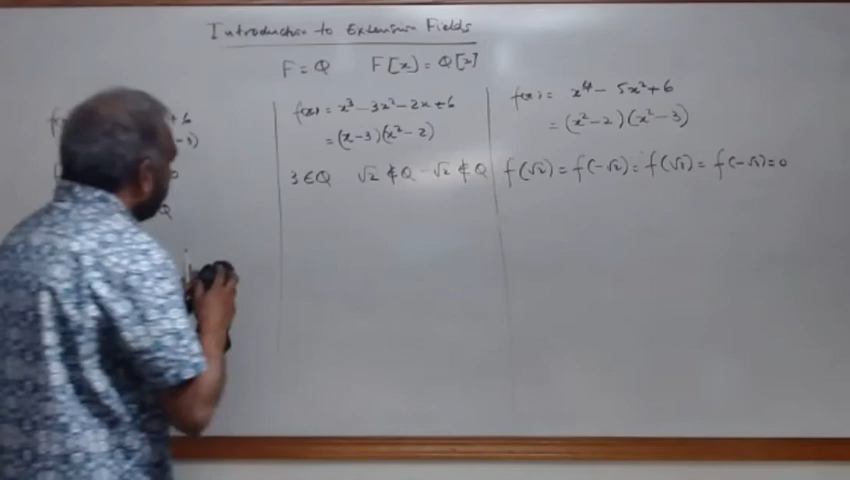 Introduction to Extension Fields
F = Q F[x] = Q[x]
f(x) = x³ - 3x² - 2x + 6
= (x-3)(x²-2)
3 ∈ Q √2 ∉ Q -√2 ∉ Q
f(x) = x⁴ - 5x² + 6
= (x²-2)(x²-3)
f(√2) = f(-√2) = f(√3) = f(-√3) = 0